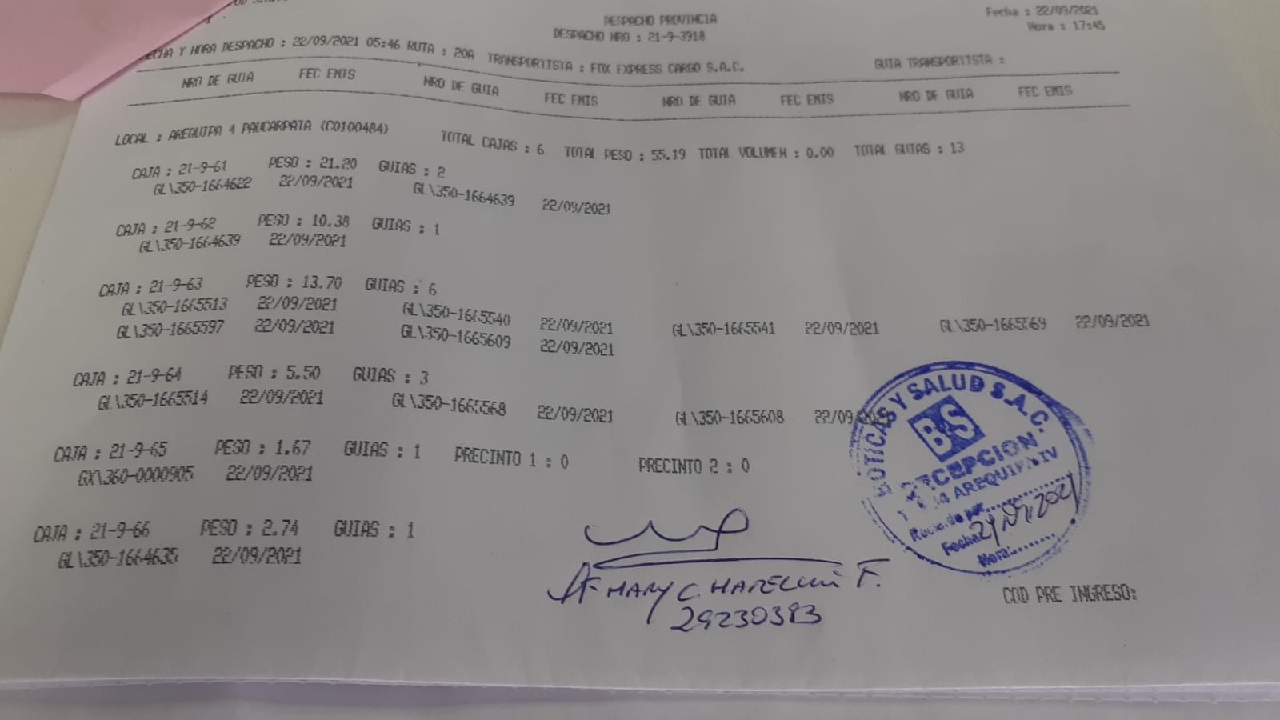 DESPACHO PROVINCIA
Fecha : 22/09/2021
DESPACHO NRO : 21-9-3918
Hora : 17:45
FECHA Y HORA DESPACHO : 22/09/2021 05:46 RUTA : 20A TRANSPORTISTA : FOX EXPRESS CARGO S.A.C. GUIA TRANSPORTISTA :
NRO DE GUIA FEC EMIS NRO DE GUIA FEC EMIS NRO DE GUIA FEC EMIS NRO DE GUIA FEC EMIS
LOCAL : AREQUIPA 4 PAUCARPATA (C0100484) TOTAL CAJAS : 6 TOTAL PESO : 55.19 TOTAL VOLUMEN : 0.00 TOTAL GUIAS : 13
CAJA : 21-9-61 PESO : 21.20 GUIAS : 2
GL\350-1664622 22/09/2021 GL\350-1664639 22/09/2021
CAJA : 21-9-62 PESO : 10.38 GUIAS : 1
GL\350-1664639 22/09/2021
CAJA : 21-9-63 PESO : 13.70 GUIAS : 6
GL\350-1665513 22/09/2021 GL\350-1665540 22/09/2021 GL\350-1665541 22/09/2021 GL\350-1665569 22/09/2021
GL\350-1665597 22/09/2021 GL\350-1665609 22/09/2021
CAJA : 21-9-64 PESO : 5.50 GUIAS : 3
GL\350-1665514 22/09/2021 GL\350-1665568 22/09/2021 GL\350-1665608 22/09/2021
CAJA : 21-9-65 PESO : 1.67 GUIAS : 1 PRECINTO 1 : 0 PRECINTO 2 : 0
GX\360-0000905 22/09/2021
CAJA : 21-9-66 PESO : 2.74 GUIAS : 1
GL\350-1664635 22/09/2021
BOTICAS Y SALUD S.A.C.
BS
RECEPCION
AREQUIPA IV
Recibido por
Fecha:
Hora:
MARY C.
29230383
COD PRE INGRESO: